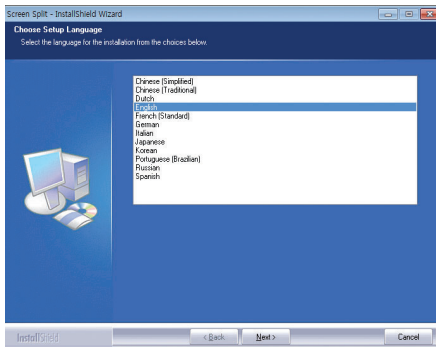 Screen Split - InstallShield Wizard
Choose Setup Language
Select the language for the installation from the choices below.
Chinese (Simplified)
Chinese (Traditional)
Dutch
English
French (Standard)
German
Italian
Japanese
Korean
Portuguese (Brazilian)
Russian
Spanish
InstallShield
< Back
Next >
Cancel